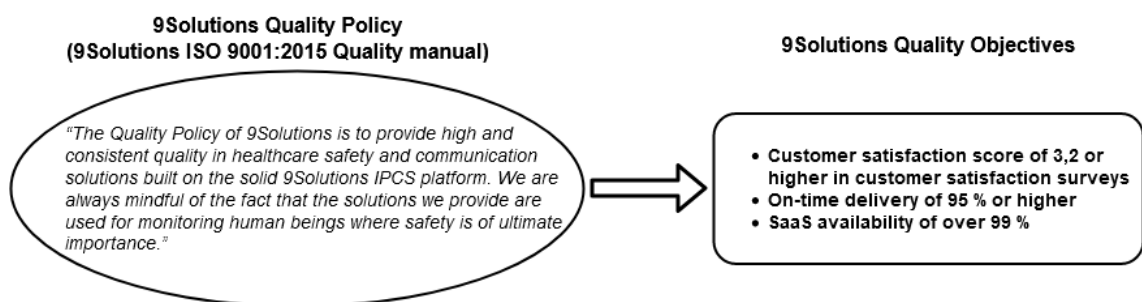 9Solutions Quality Policy
(9Solutions ISO 9001:2015 Quality manual)
“The Quality Policy of 9Solutions is to provide high and
consistent quality in healthcare safety and communication
solutions built on the solid 9Solutions IPCS platform. We are
always mindful of the fact that the solutions we provide are
used for monitoring human beings where safety is of ultimate
importance.”
9Solutions Quality Objectives
• Customer satisfaction score of 3,2 or
higher in customer satisfaction surveys
• On-time delivery of 95 % or higher
• SaaS availability of over 99 %